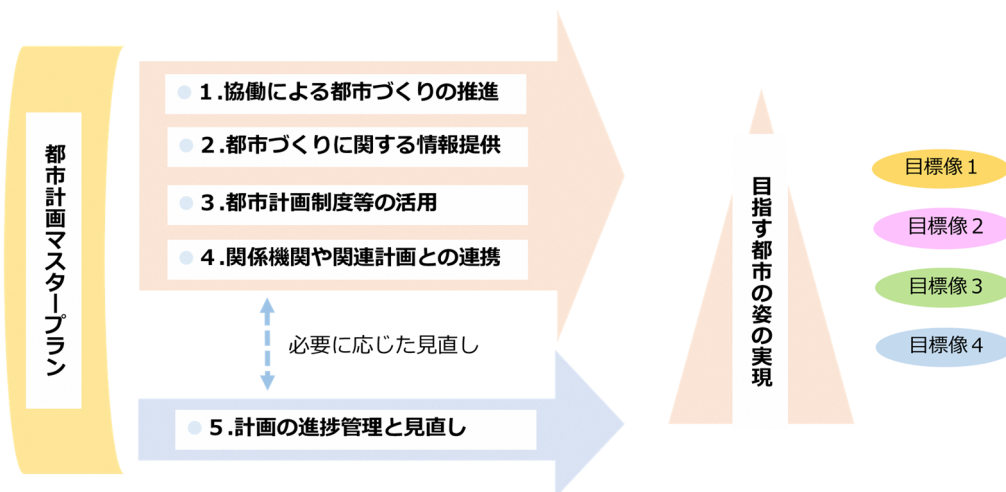 都市計画マスタープラン
1.協働による都市づくりの推進
2.都市づくりに関する情報提供
3.都市計画制度等の活用
4.関係機関や関連計画との連携
必要に応じた見直し
5.計画の進捗管理と見直し
目指す都市の姿の実現
目標像1
目標像2
目標像3
目標像4